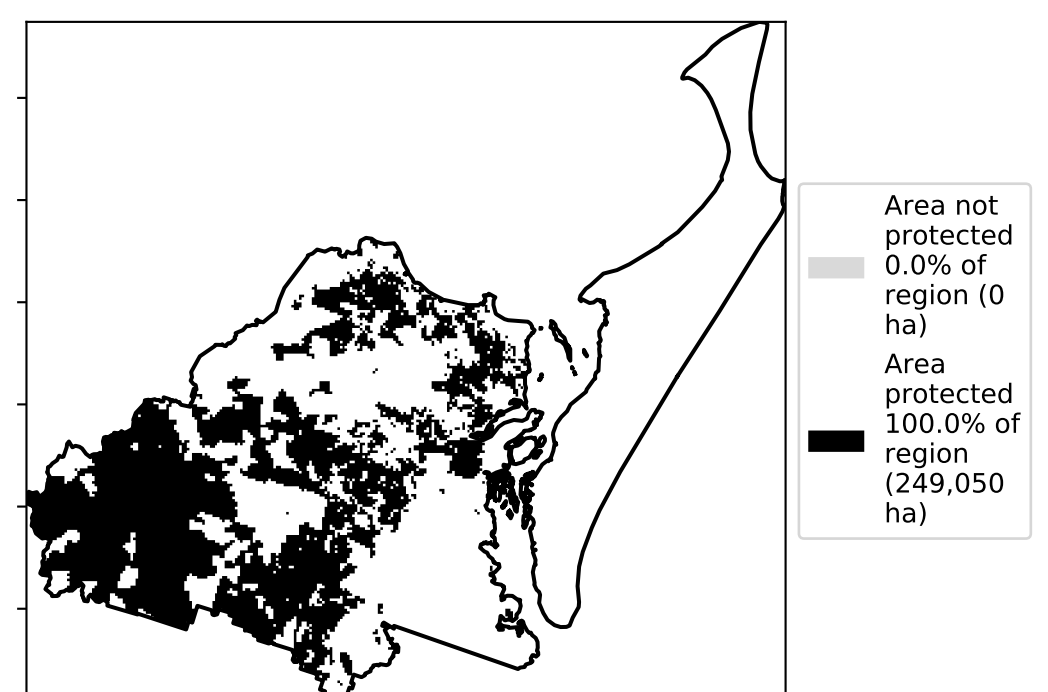 Area not
protected
0.0% of
region (0
ha)
Area
protected
100.0% of
region
(249,050
ha)